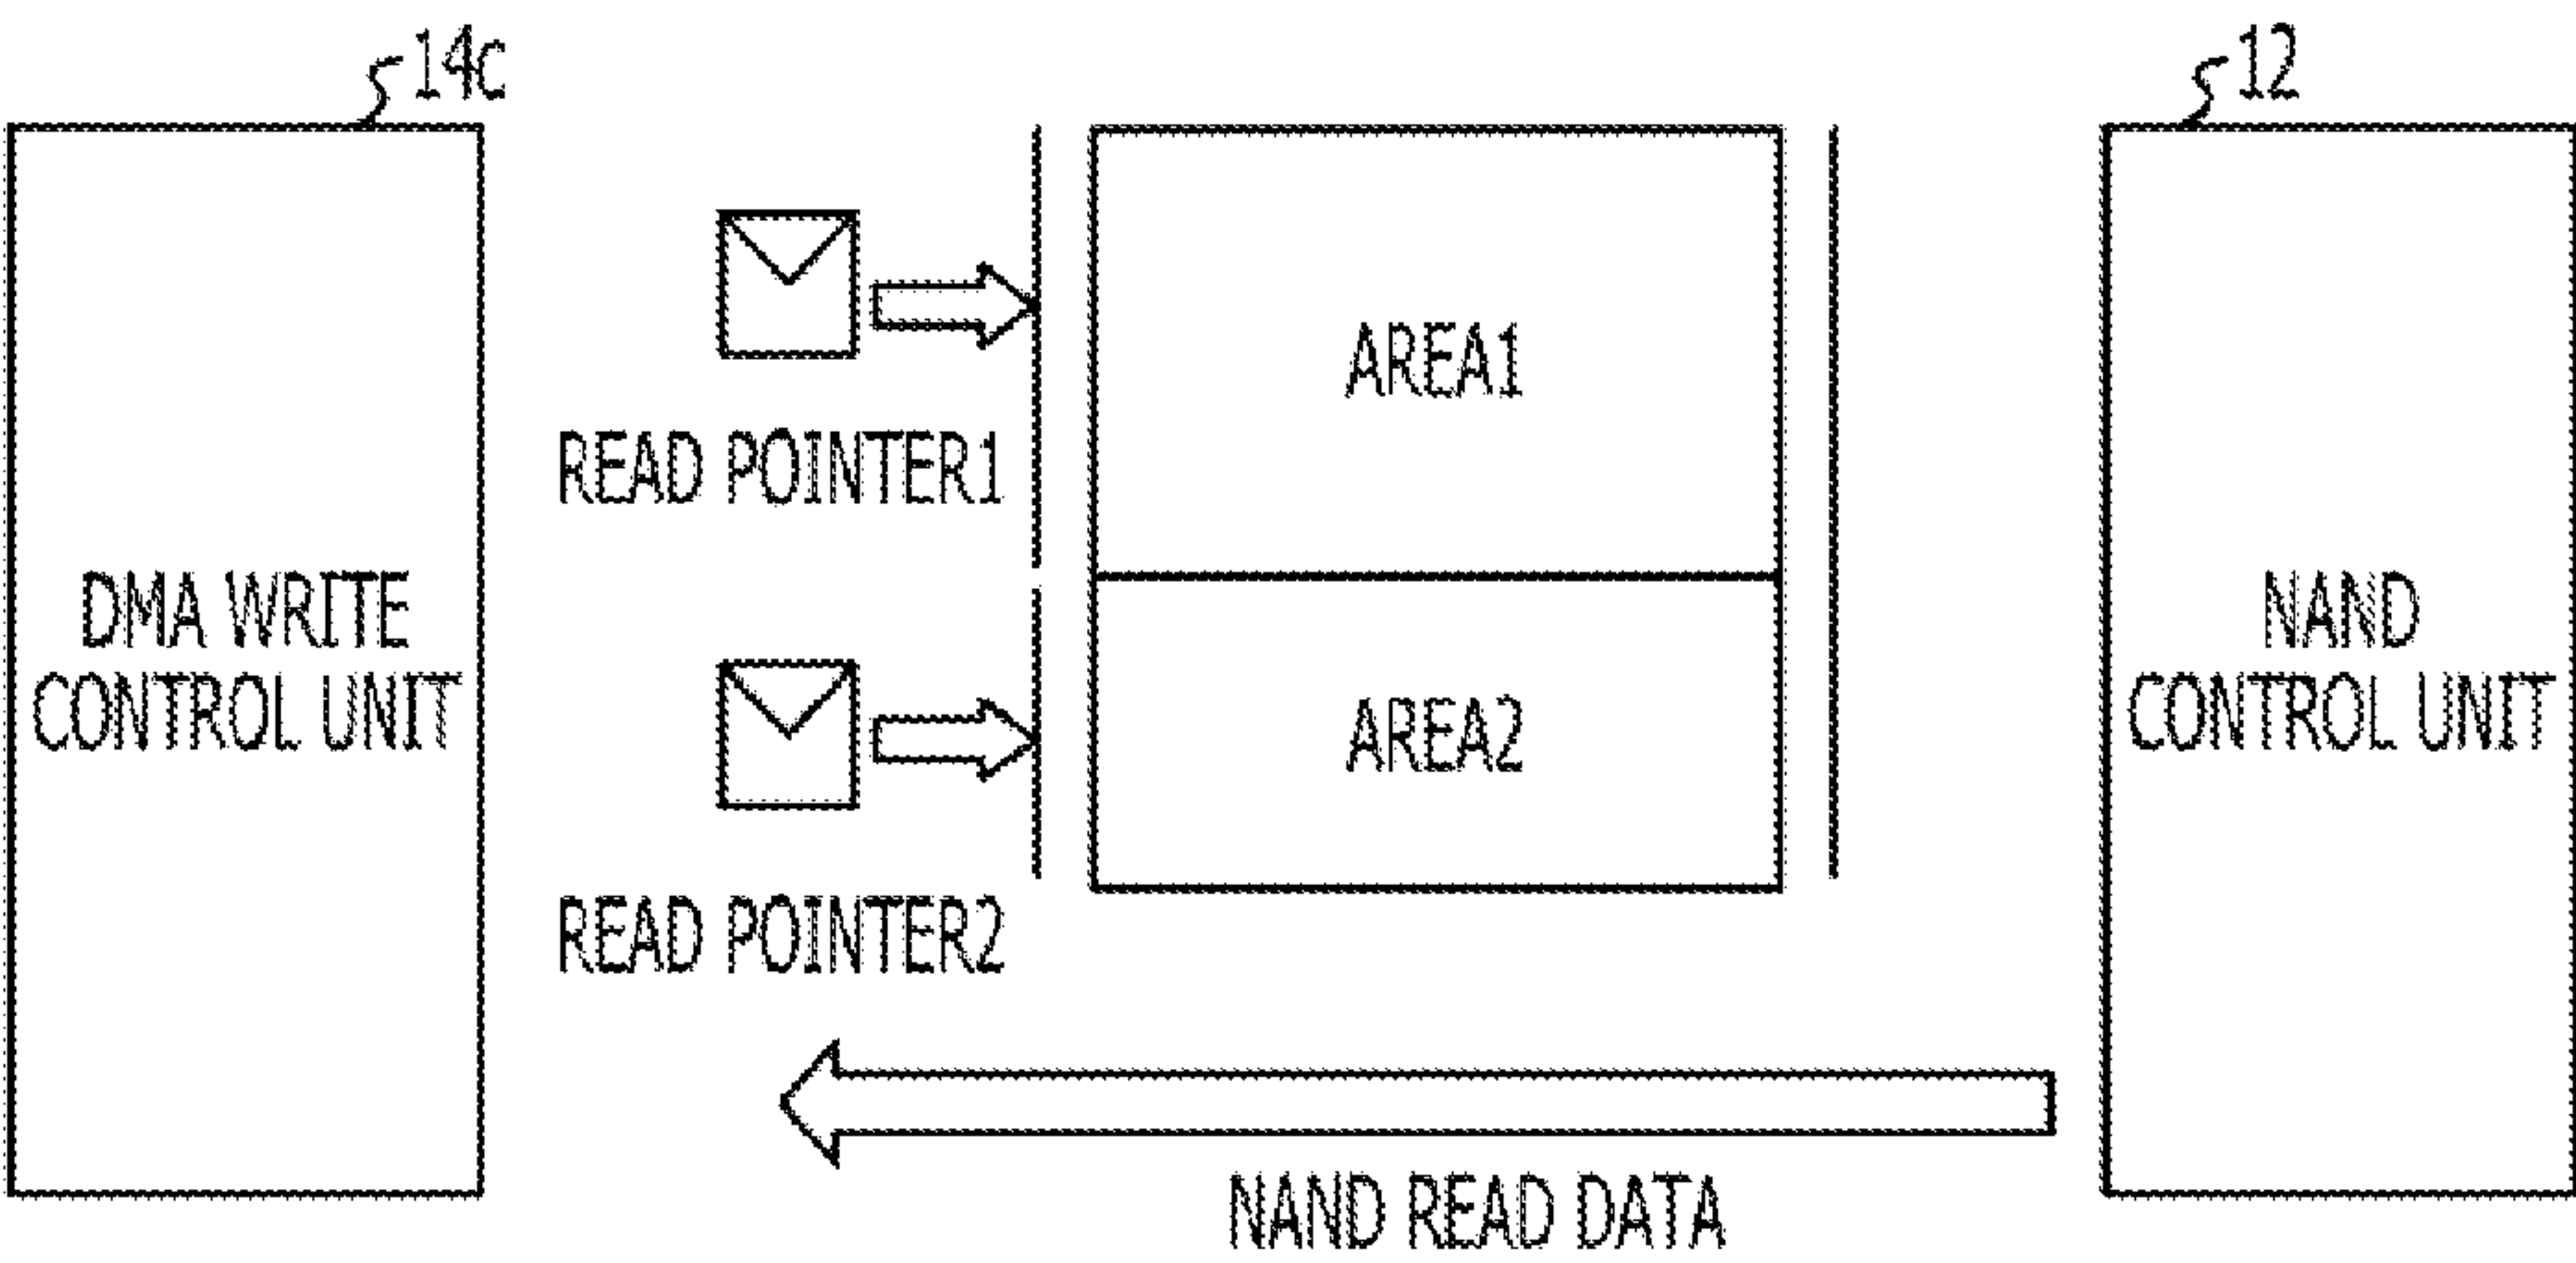 14c
12
AREA1
READ POINTER1
DMA WRITE
CONTROL UNIT
NAND
CONTROL UNIT
AREA2
READ POINTER2
NAND READ DATA